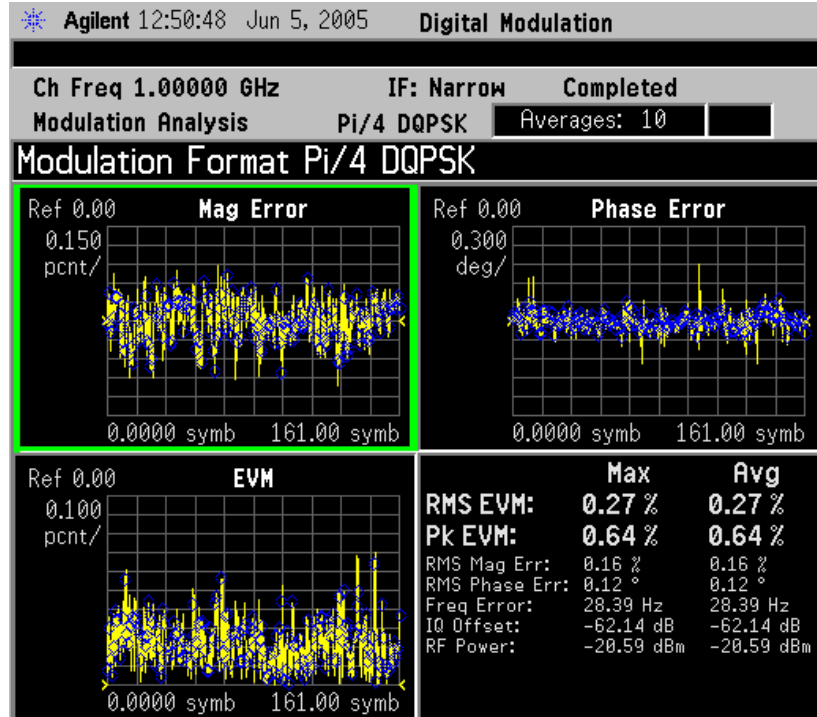 Agilent 12:50:48 Jun 5, 2005 Digital Modulation
Ch Freq 1.00000 GHz IF: Narrow Completed
Modulation Analysis Pi/4 DQPSK Averages: 10
Modulation Format Pi/4 DQPSK
Ref 0.00 Mag Error
0.150
pcnt/
0.0000 symb 161.00 symb
Ref 0.00 Phase Error
0.300
deg/
0.0000 symb 161.00 symb
Ref 0.00 EVM
0.100
pcnt/
0.0000 symb 161.00 symb
Max Avg
RMS EVM: 0.27 % 0.27 %
Pk EVM: 0.64 % 0.64 %
RMS Mag Err: 0.16 % 0.16 %
RMS Phase Err: 0.12 ° 0.12 °
Freq Error: 28.39 Hz 28.39 Hz
IQ Offset: -62.14 dB -62.14 dB
RF Power: -20.59 dBm -20.59 dBm